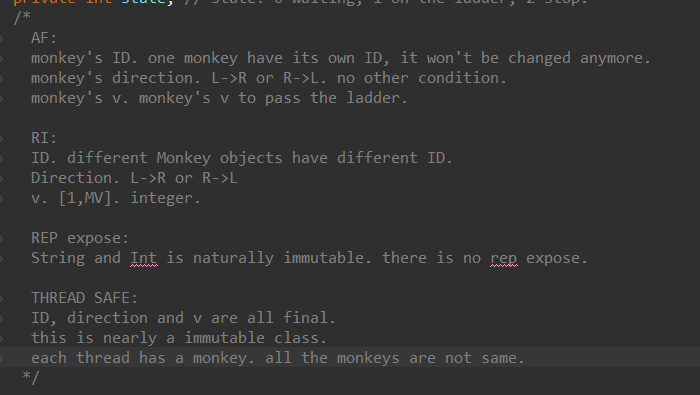 private int state; // state: 0 waiting, 1 on the ladder, 2 stop.
/*
AF:
monkey's ID. one monkey have its own ID, it won't be changed anymore.
monkey's direction. L->R or R->L. no other condition.
monkey's v. monkey's v to pass the ladder.
RI:
ID. different Monkey objects have different ID.
Direction. L->R or R->L
v. [1,MV]. integer.
REP expose:
String and Int is naturally immutable. there is no rep expose.
THREAD SAFE:
ID, direction and v are all final.
this is nearly a immutable class.
each thread has a monkey. all the monkeys are not same.
*/